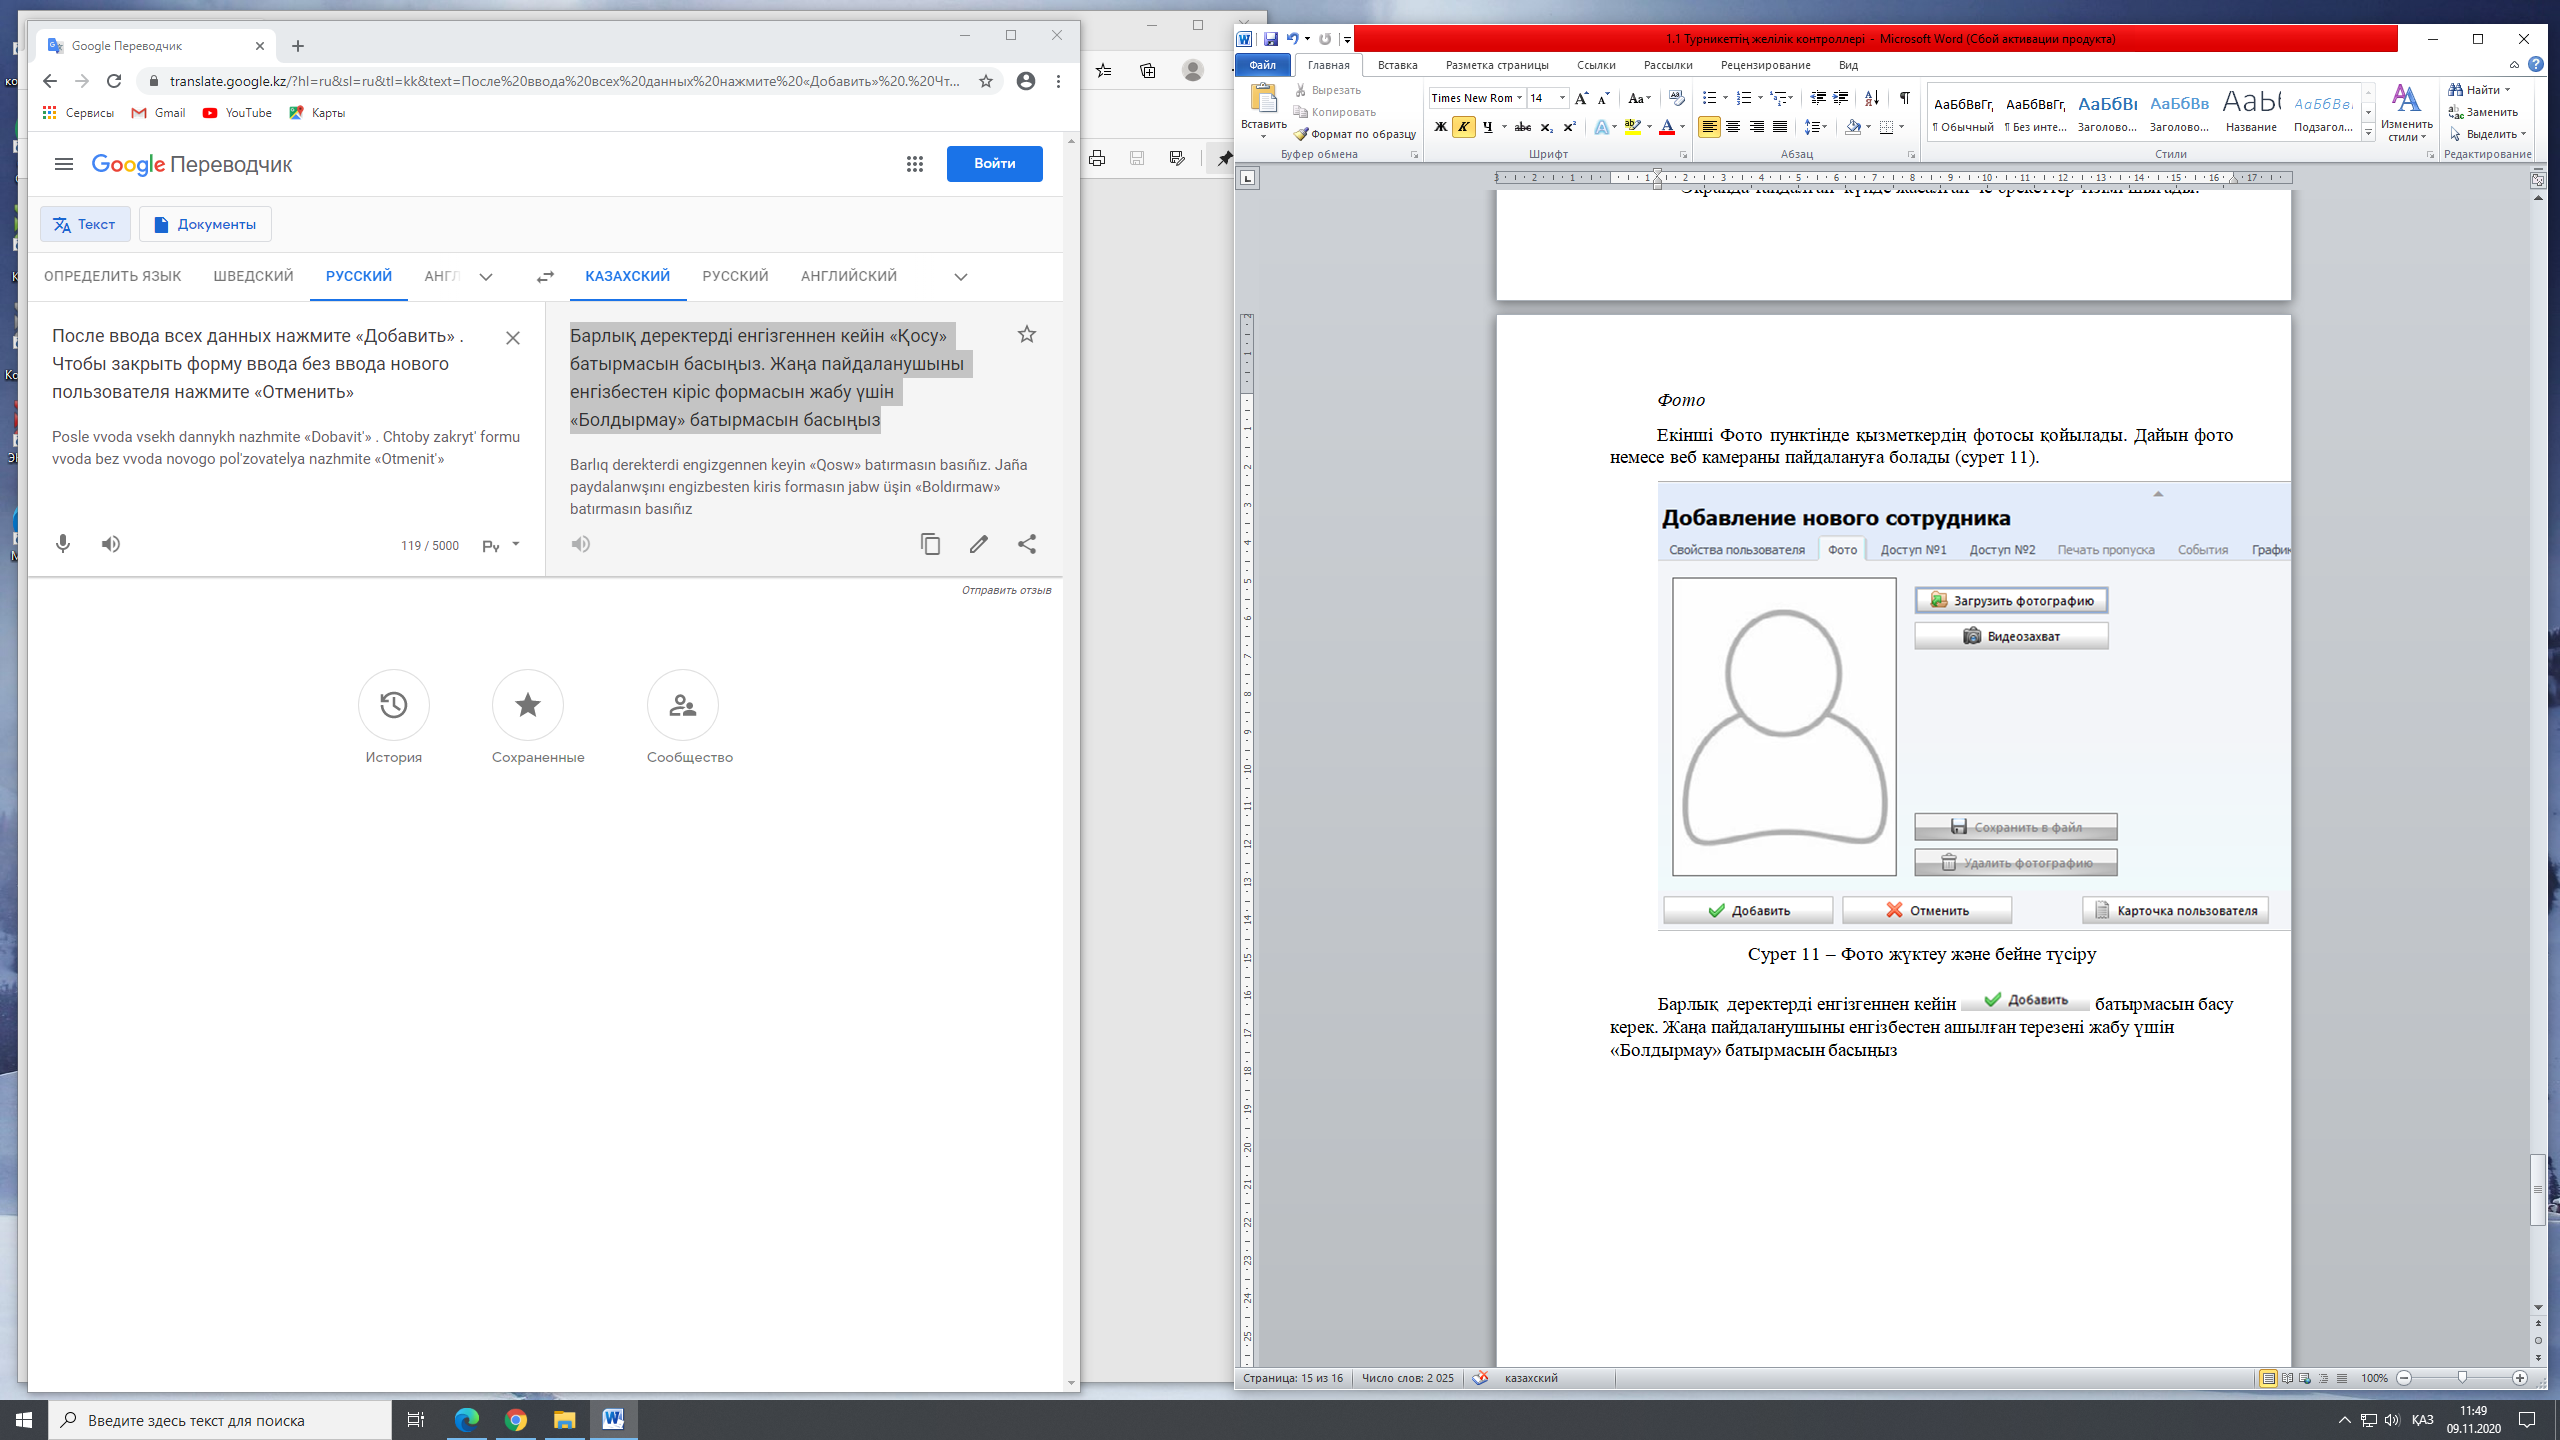 Google Переводчик
translate.google.kz/?hl=ru&sl=ru&tl=kk&text=После%20ввода%20всех%20данных%20нажмите%20«Добавить»%20.%20Чт...
Сервисы Gmail YouTube Карты
Google Переводчик
Войти
Текст Документы
ОПРЕДЕЛИТЬ ЯЗЫК ШВЕДСКИЙ РУССКИЙ АНГЛ
КАЗАХСКИЙ РУССКИЙ АНГЛИЙСКИЙ
После ввода всех данных нажмите «Добавить» .
Чтобы закрыть форму ввода без ввода нового
пользователя нажмите «Отменить»
Posle vvoda vsekh dannykh nazhmite «Dobavit'» . Chtoby zakryt' formu
vvoda bez vvoda novogo pol'zovatelya nazhmite «Otmenit'»
119 / 5000
Ру
Барлық деректерді енгізгеннен кейін «Қосу»
батырмасын басыңыз. Жаңа пайдаланушыны
енгізбестен кіріс формасын жабу үшін
«Болдырмау» батырмасын басыңыз
Barlıq derekterdi engizgennen keyin «Qosw» batırmasın basıñız. Jaña
paydalanwşını engizbesten kiris formasın jabw üşin «Boldırmaw»
batırmasın basıñız
Отправить отзыв
История Сохраненные Сообщество
1.1 Турникеттің желілік контроллері - Microsoft Word (Сбой активации продукта)
Файл Главная Вставка Разметка страницы Ссылки Рассылки Рецензирование Вид
Вставить
Вырезать
Копировать
Формат по образцу
Буфер обмена
Times New Rom 14
Шрифт
Абзац
АаБбВвГг, АаБбВвГг, АаБбВı АаБбВв АаБ АаБбВвı
¶ Обычный ¶ Без инте... Заголово... Заголово... Название Подзагол...
Изменить
стили
Стили
Найти
Заменить
Выделить
Редактирование
Фото
Екінші Фото пунктінде қызметкердің фотосы қойылады. Дайын фото
немесе веб камераны пайдалануға болады (сурет 11).
Добавление нового сотрудника
Свойства пользователя Фото Доступ №1 Доступ №2 Печать пропуска События График
Загрузить фотографию
Видеозахват
Сохранить в файл
Удалить фотографию
Добавить Отменить Карточка пользователя
Сурет 11 – Фото жүктеу және бейне түсіру
Барлық деректерді енгізгеннен кейін Добавить батырмасын басу
керек. Жаңа пайдаланушыны енгізбестен ашылған терезені жабу үшін
«Болдырмау» батырмасын басыңыз
Страница: 15 из 16 Число слов: 2 025 казахский 100%
Введите здесь текст для поиска
ҚАЗ
11:49
09.11.2020